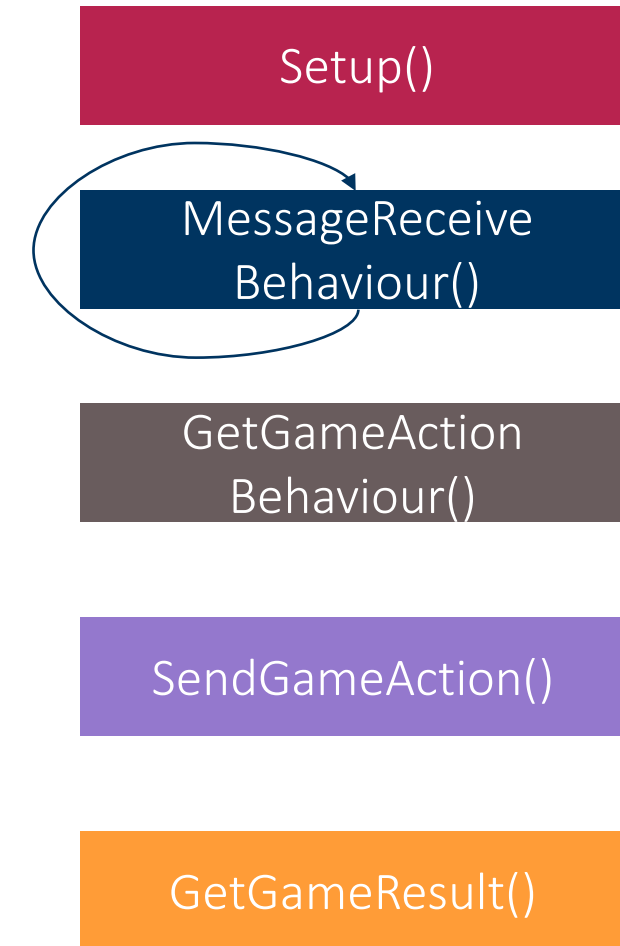 Setup()
MessageReceive
Behaviour()
GetGameAction
Behaviour()
SendGameAction()
GetGameResult()